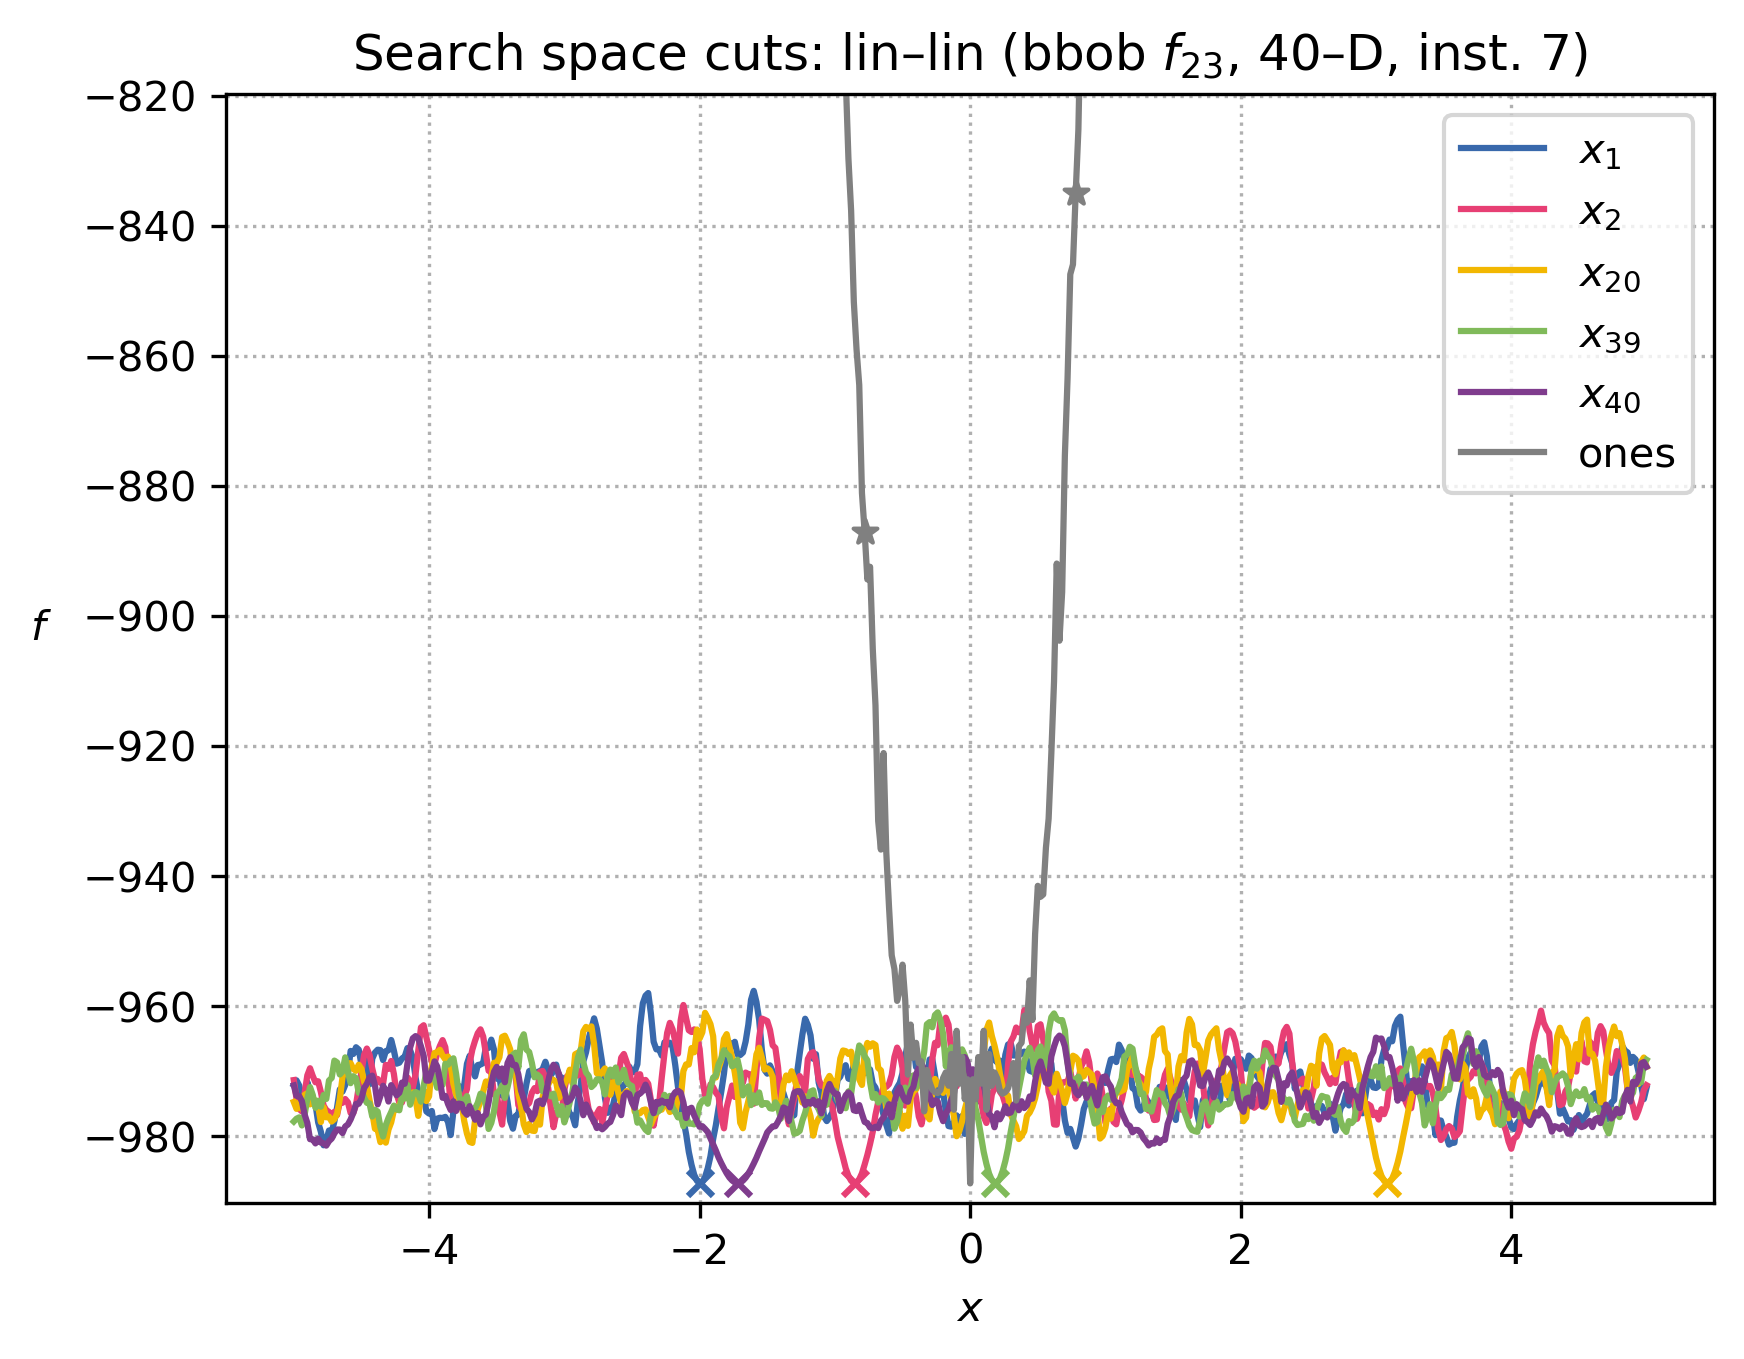 Search space cuts: lin–lin (bbob f₂₃, 40–D, inst. 7)
−820
−840
−860
−880
−900
−920
−940
−960
−980
f
−4
−2
0
2
4
x
x₁
x₂
x₂₀
x₃₉
x₄₀
ones